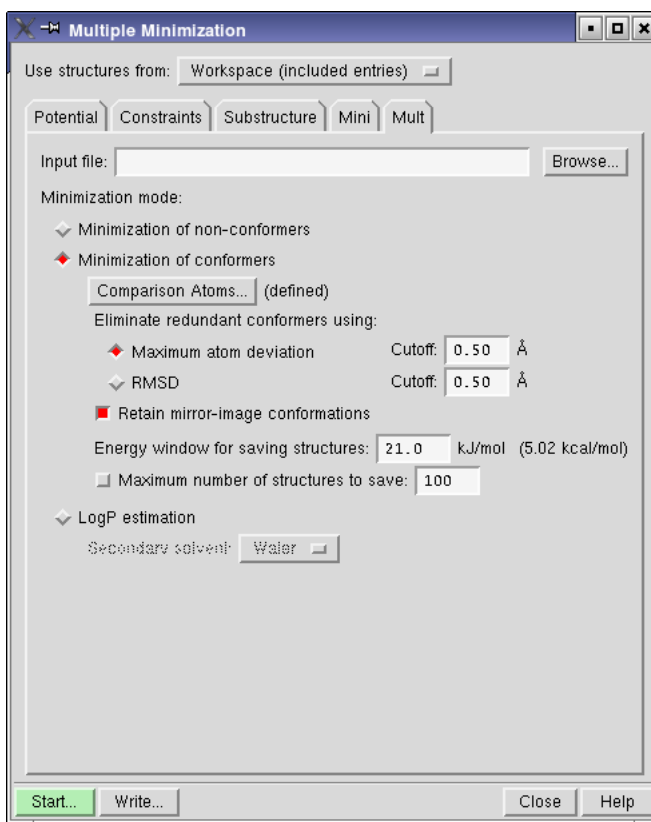 Multiple Minimization
Use structures from: Workspace (included entries)
Potential Constraints Substructure Mini Mult
Input file: Browse...
Minimization mode:
Minimization of non-conformers
Minimization of conformers
Comparison Atoms... (defined)
Eliminate redundant conformers using:
Maximum atom deviation Cutoff: 0.50 Å
RMSD Cutoff: 0.50 Å
Retain mirror-image conformations
Energy window for saving structures: 21.0 kJ/mol (5.02 kcal/mol)
Maximum number of structures to save: 100
LogP estimation
Secondary solvent: Water
Start... Write... Close Help